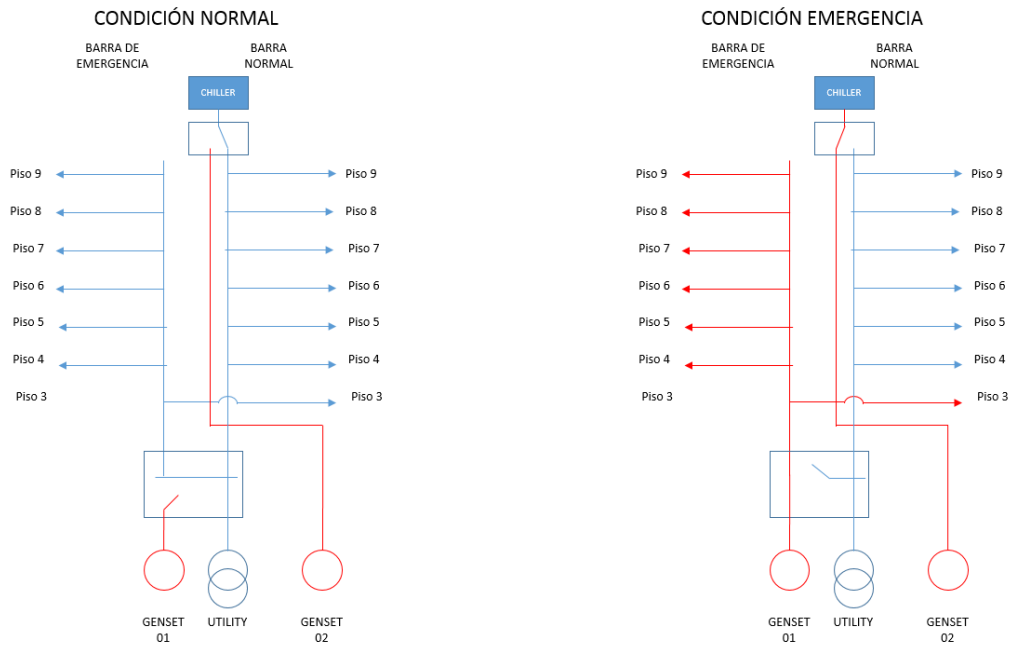 CONDICIÓN NORMAL
BARRA DE
EMERGENCIA
BARRA
NORMAL
CHILLER
Piso 9
Piso 9
Piso 8
Piso 8
Piso 7
Piso 7
Piso 6
Piso 6
Piso 5
Piso 5
Piso 4
Piso 4
Piso 3
Piso 3
GENSET
01
UTILITY
GENSET
02
CONDICIÓN EMERGENCIA
BARRA DE
EMERGENCIA
BARRA
NORMAL
CHILLER
Piso 9
Piso 9
Piso 8
Piso 8
Piso 7
Piso 7
Piso 6
Piso 6
Piso 5
Piso 5
Piso 4
Piso 4
Piso 3
Piso 3
GENSET
01
UTILITY
GENSET
02